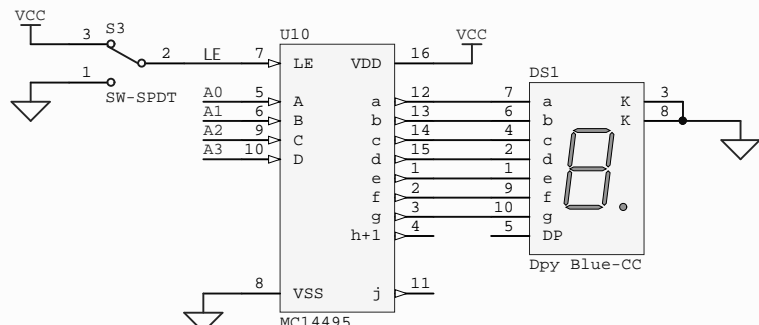 VCC
S3
3
2
LE
1
SW-SPDT
U10
7
LE
VDD
16
VCC
A0
5
A
A1
6
B
A2
9
C
A3
10
D
a
12
b
13
c
14
d
15
e
1
f
2
g
3
h+1
4
8
VSS
j
11
MC14495
DS1
7
a
K
3
6
b
K
8
4
c
2
d
1
e
9
f
10
g
5
DP
Dpy Blue-CC